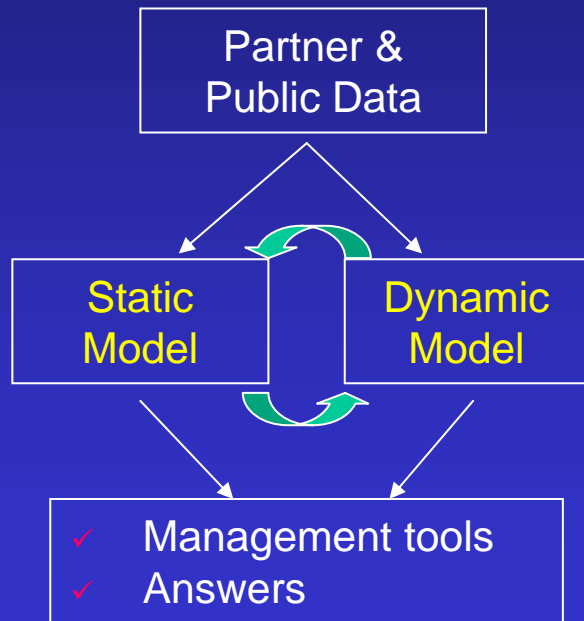 Partner &
Public Data
Static
Model
Dynamic
Model
✓ Management tools
✓ Answers